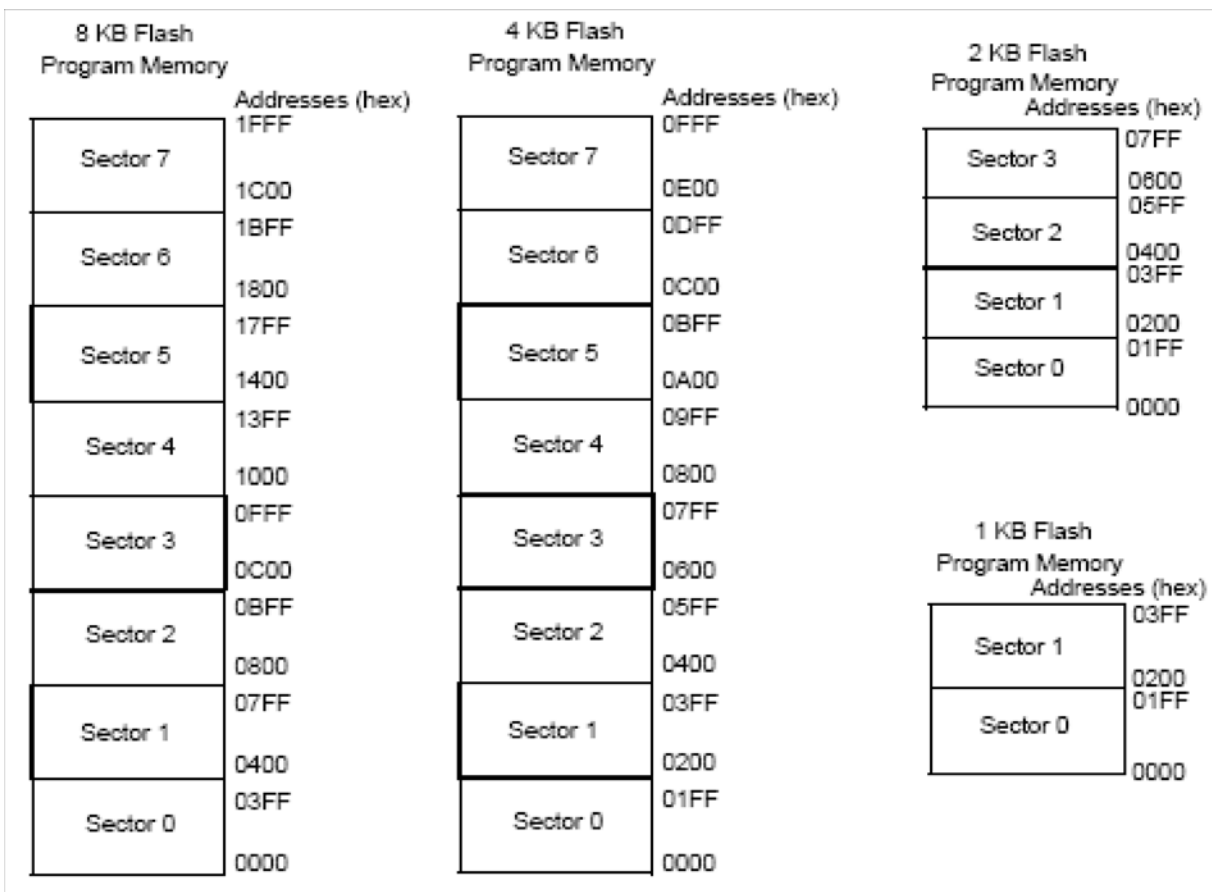 8 KB Flash
Program Memory
Addresses (hex)
1FFF
Sector 7
1C00
1BFF
Sector 6
1800
17FF
Sector 5
1400
13FF
Sector 4
1000
0FFF
Sector 3
0C00
0BFF
Sector 2
0800
07FF
Sector 1
0400
03FF
Sector 0
0000
4 KB Flash
Program Memory
Addresses (hex)
0FFF
Sector 7
0E00
0DFF
Sector 6
0C00
0BFF
Sector 5
0A00
09FF
Sector 4
0800
07FF
Sector 3
0600
05FF
Sector 2
0400
03FF
Sector 1
0200
01FF
Sector 0
0000
2 KB Flash
Program Memory
Addresses (hex)
07FF
Sector 3
0600
05FF
Sector 2
0400
03FF
Sector 1
0200
01FF
Sector 0
0000
1 KB Flash
Program Memory
Addresses (hex)
03FF
Sector 1
0200
01FF
Sector 0
0000